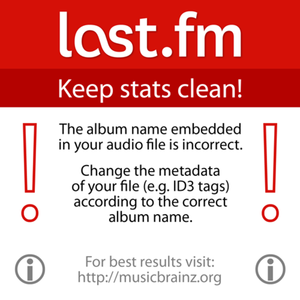 last.fm
Keep stats clean!
The album name embedded
in your audio file is incorrect.
Change the metadata
of your file (e.g. ID3 tags)
according to the correct
album name.
! !
For best results visit:
http://musicbrainz.org
i i